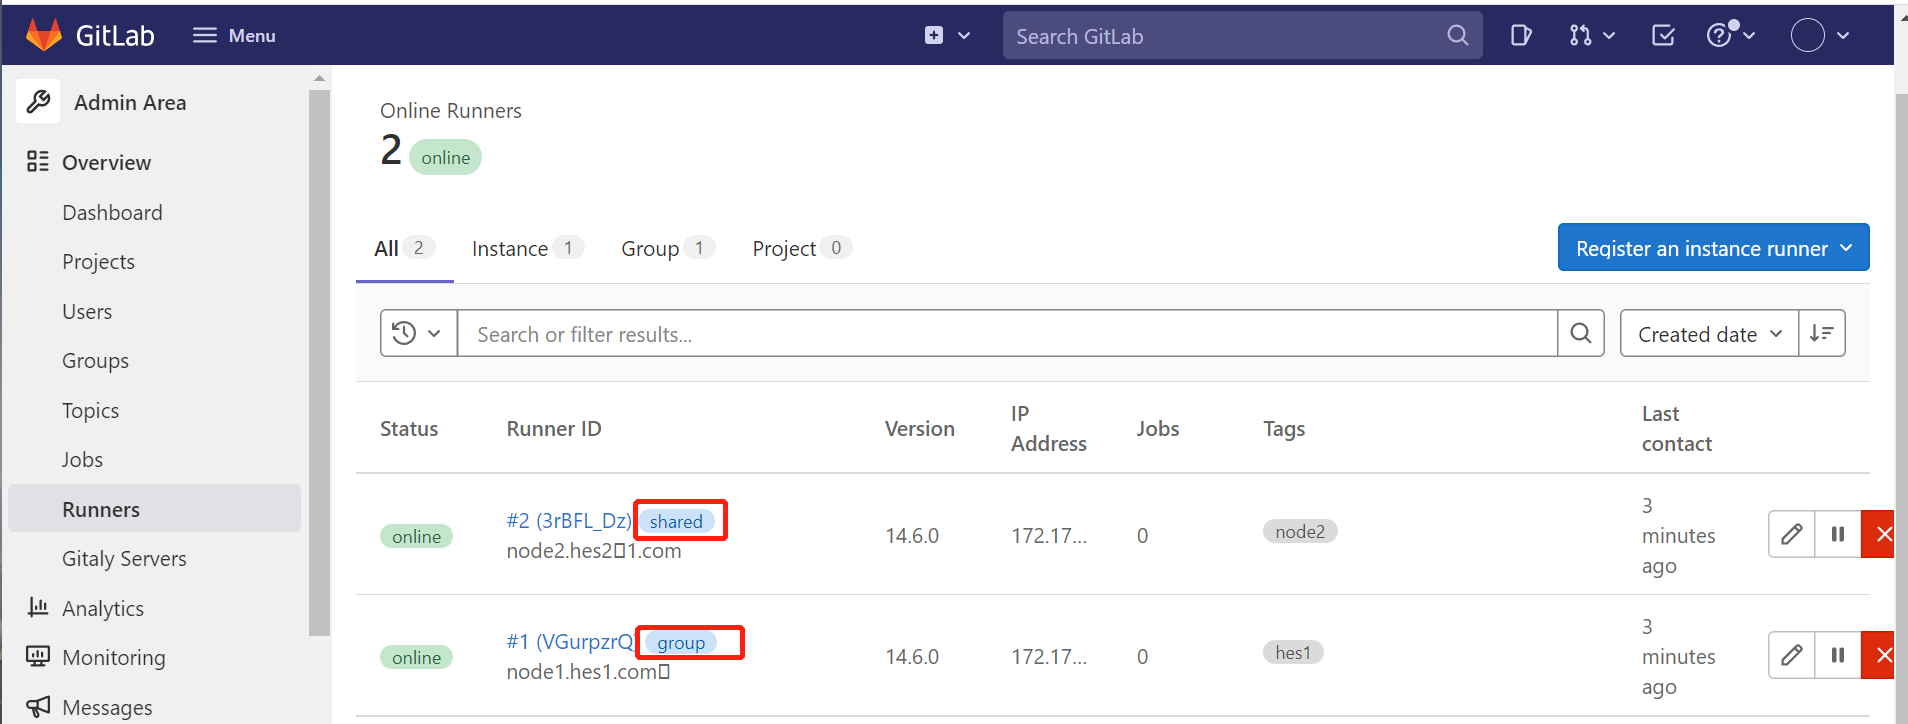 GitLab
Menu
Search GitLab
Admin Area
Overview
Dashboard
Projects
Users
Groups
Topics
Jobs
Runners
Gitaly Servers
Analytics
Monitoring
Messages
Online Runners
2 online
All 2 Instance 1 Group 1 Project 0
Register an instance runner
Search or filter results...
Created date
Status Runner ID Version IP Address Jobs Tags Last contact
#2 (3rBFL_Dz) shared
node2.hes2▯1.com
online 14.6.0 172.17... 0 node2
3
minutes
ago
#1 (VGurpzrQ) group
node1.hes1.com▯
online 14.6.0 172.17... 0 hes1
3
minutes
ago